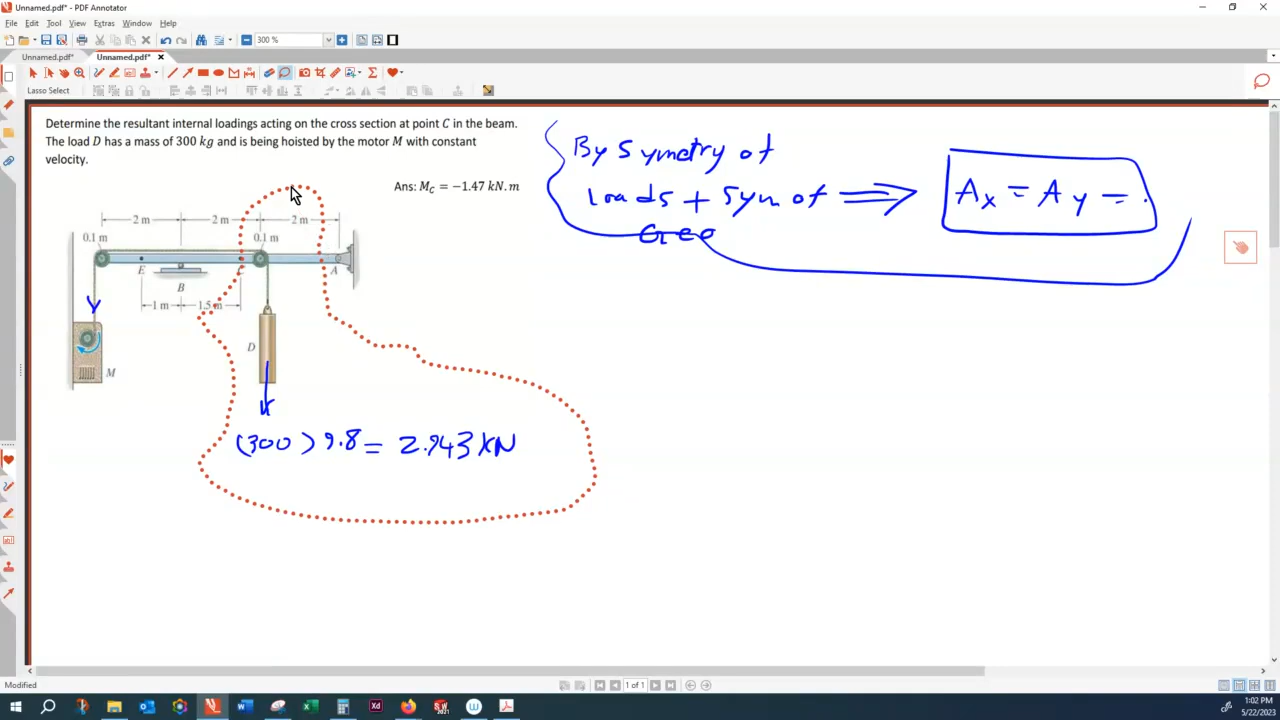 Unnamed.pdf* - PDF Annotator
File Edit Tool View Extras Window Help
300 %
Unnamed.pdf* Unnamed.pdf*
Lasso Select
Determine the resultant internal loadings acting on the cross section at point C in the beam.
The load D has a mass of 300 kg and is being hoisted by the motor M with constant
velocity.
Ans: M_C = −1.47 kN.m
2 m 2 m 2 m
0.1 m 0.1 m
E C A
B
1 m 1.5 m
D
M
(300) 9.8 = 2.943 kN
By Symetry of
loads + Sym of ⟹ Ax = Ay = .
Geo
Modified
1 of 1
1:02 PM
5/22/2023